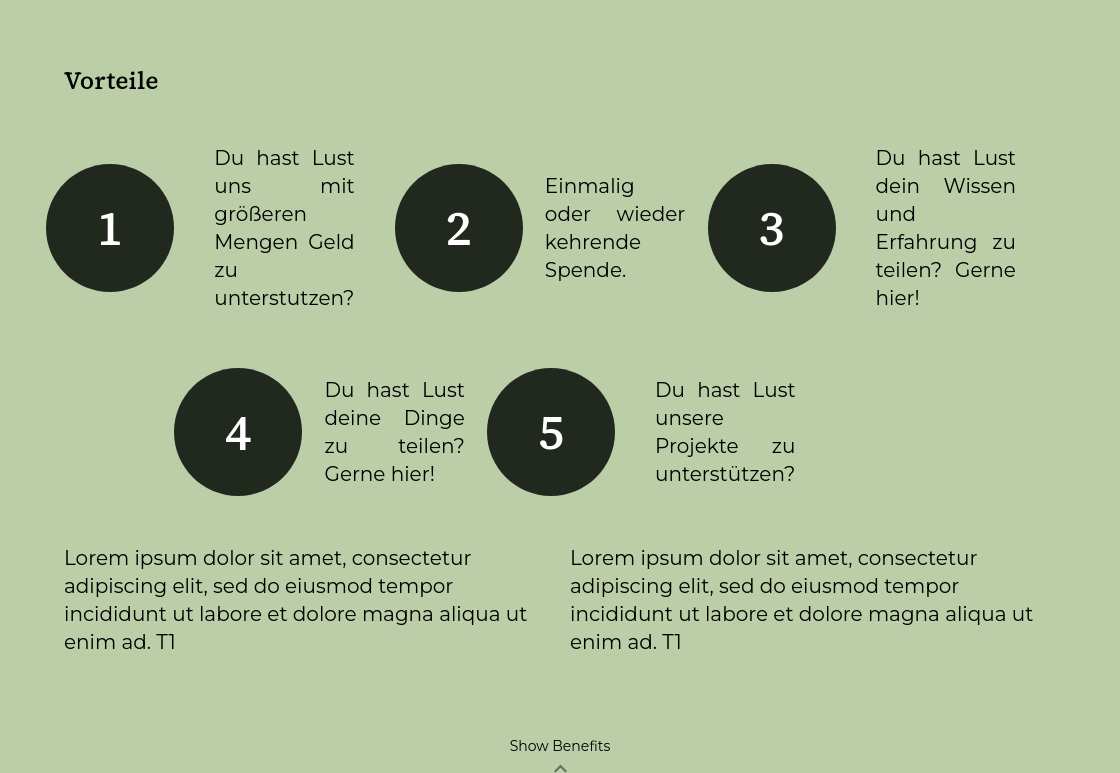 Vorteile
1
Du hast Lust
uns mit
größeren
Mengen Geld
zu
unterstutzen?
2
Einmalig
oder wieder
kehrende
Spende.
3
Du hast Lust
dein Wissen
und
Erfahrung zu
teilen? Gerne
hier!
4
Du hast Lust
deine Dinge
zu teilen?
Gerne hier!
5
Du hast Lust
unsere
Projekte zu
unterstützen?
Lorem ipsum dolor sit amet, consectetur
adipiscing elit, sed do eiusmod tempor
incididunt ut labore et dolore magna aliqua ut
enim ad. T1
Lorem ipsum dolor sit amet, consectetur
adipiscing elit, sed do eiusmod tempor
incididunt ut labore et dolore magna aliqua ut
enim ad. T1
Show Benefits